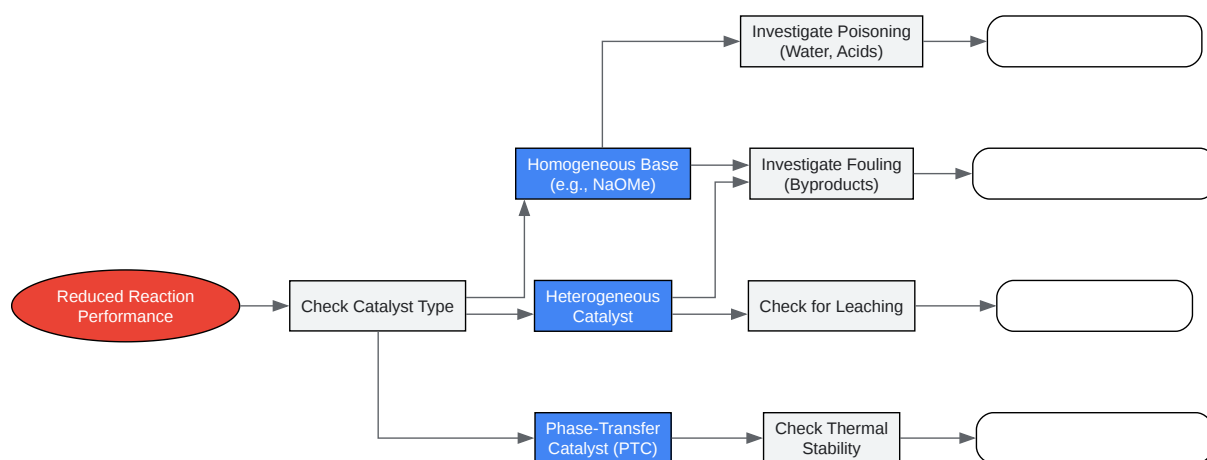 Investigate Poisoning
(Water, Acids)
Homogeneous Base
(e.g., NaOMe)
Investigate Fouling
(Byproducts)
Reduced Reaction
Performance
Check Catalyst Type
Heterogeneous
Catalyst
Check for Leaching
Phase-Transfer
Catalyst (PTC)
Check Thermal
Stability